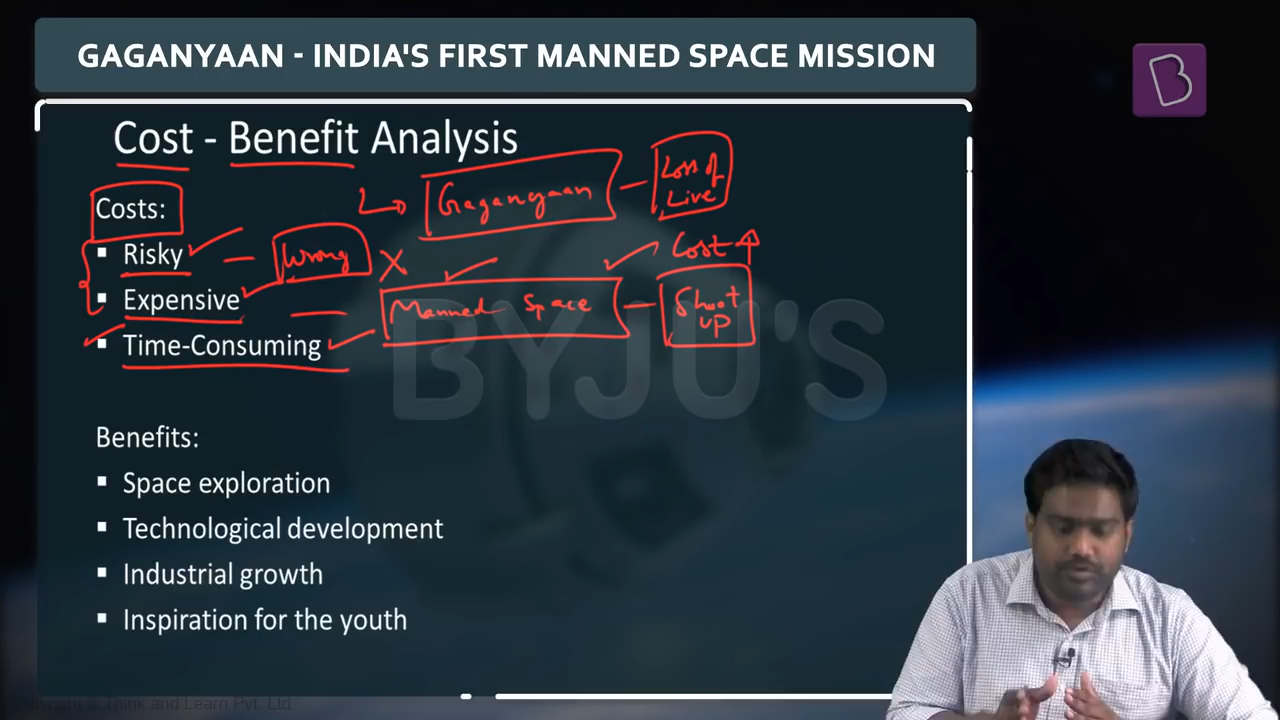 GAGANYAAN - INDIA'S FIRST MANNED SPACE MISSION
B
Cost - Benefit Analysis
Costs:
Gaganyaan
Loss of
Live
▪ Risky
Wrong
Cost
▪ Expensive
Manned Space
Shoot
up
▪ Time-Consuming
BYJU'S
Benefits:
▪ Space exploration
▪ Technological development
▪ Industrial growth
▪ Inspiration for the youth
Think and Learn Pvt. Ltd.